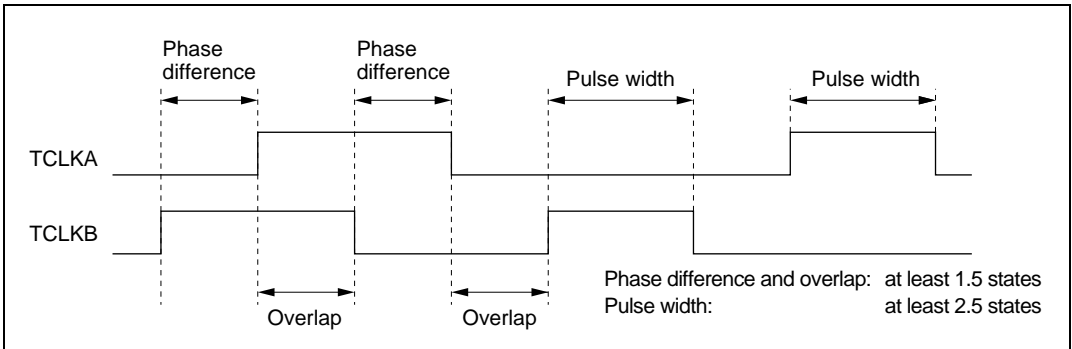 Phase difference
Phase difference
Pulse width
Pulse width
TCLKA
TCLKB
Overlap
Overlap
Phase difference and overlap: at least 1.5 states
Pulse width: at least 2.5 states